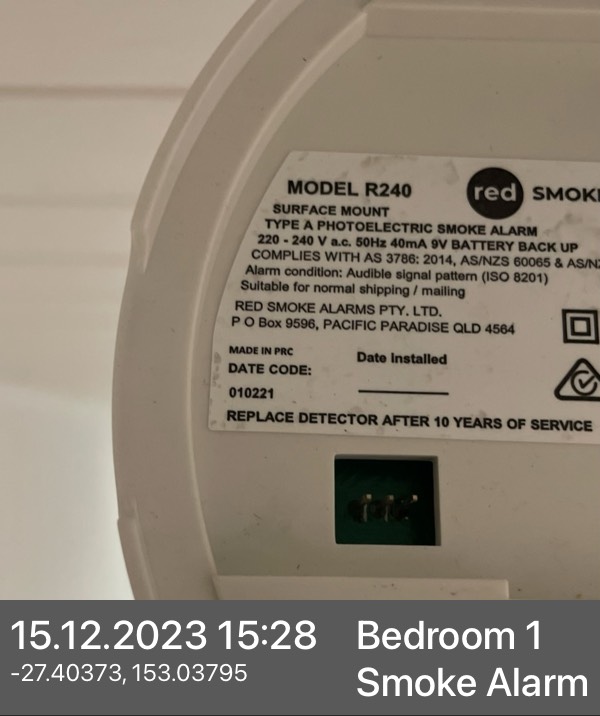 MODEL R240
red SMOK
SURFACE MOUNT
TYPE A PHOTOELECTRIC SMOKE ALARM
220 - 240 V a.c. 50Hz 40mA 9V BATTERY BACK UP
COMPLIES WITH AS 3786: 2014, AS/NZS 60065 & AS/NZ
Alarm condition: Audible signal pattern (ISO 8201)
Suitable for normal shipping / mailing
RED SMOKE ALARMS PTY. LTD.
P O Box 9596, PACIFIC PARADISE QLD 4564
MADE IN PRC
Date Installed
DATE CODE:
010221
REPLACE DETECTOR AFTER 10 YEARS OF SERVICE
15.12.2023 15:28
-27.40373, 153.03795
Bedroom 1
Smoke Alarm